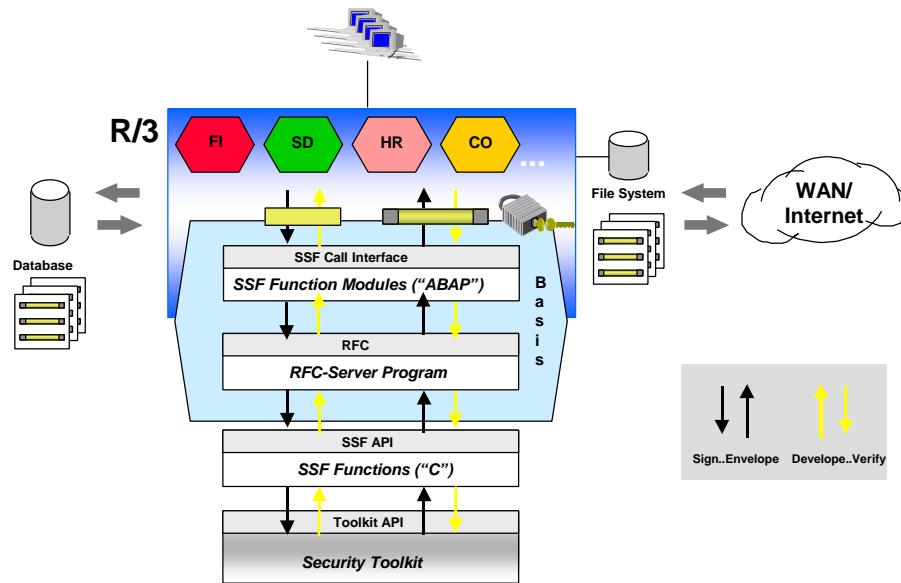 R/3
FI
SD
HR
CO
...
File System
WAN/
Internet
Database
SSF Call Interface
SSF Function Modules (“ABAP”)
Basis
RFC
RFC-Server Program
SSF API
SSF Functions (“C”)
Toolkit API
Security Toolkit
Sign..Envelope
Develope..Verify